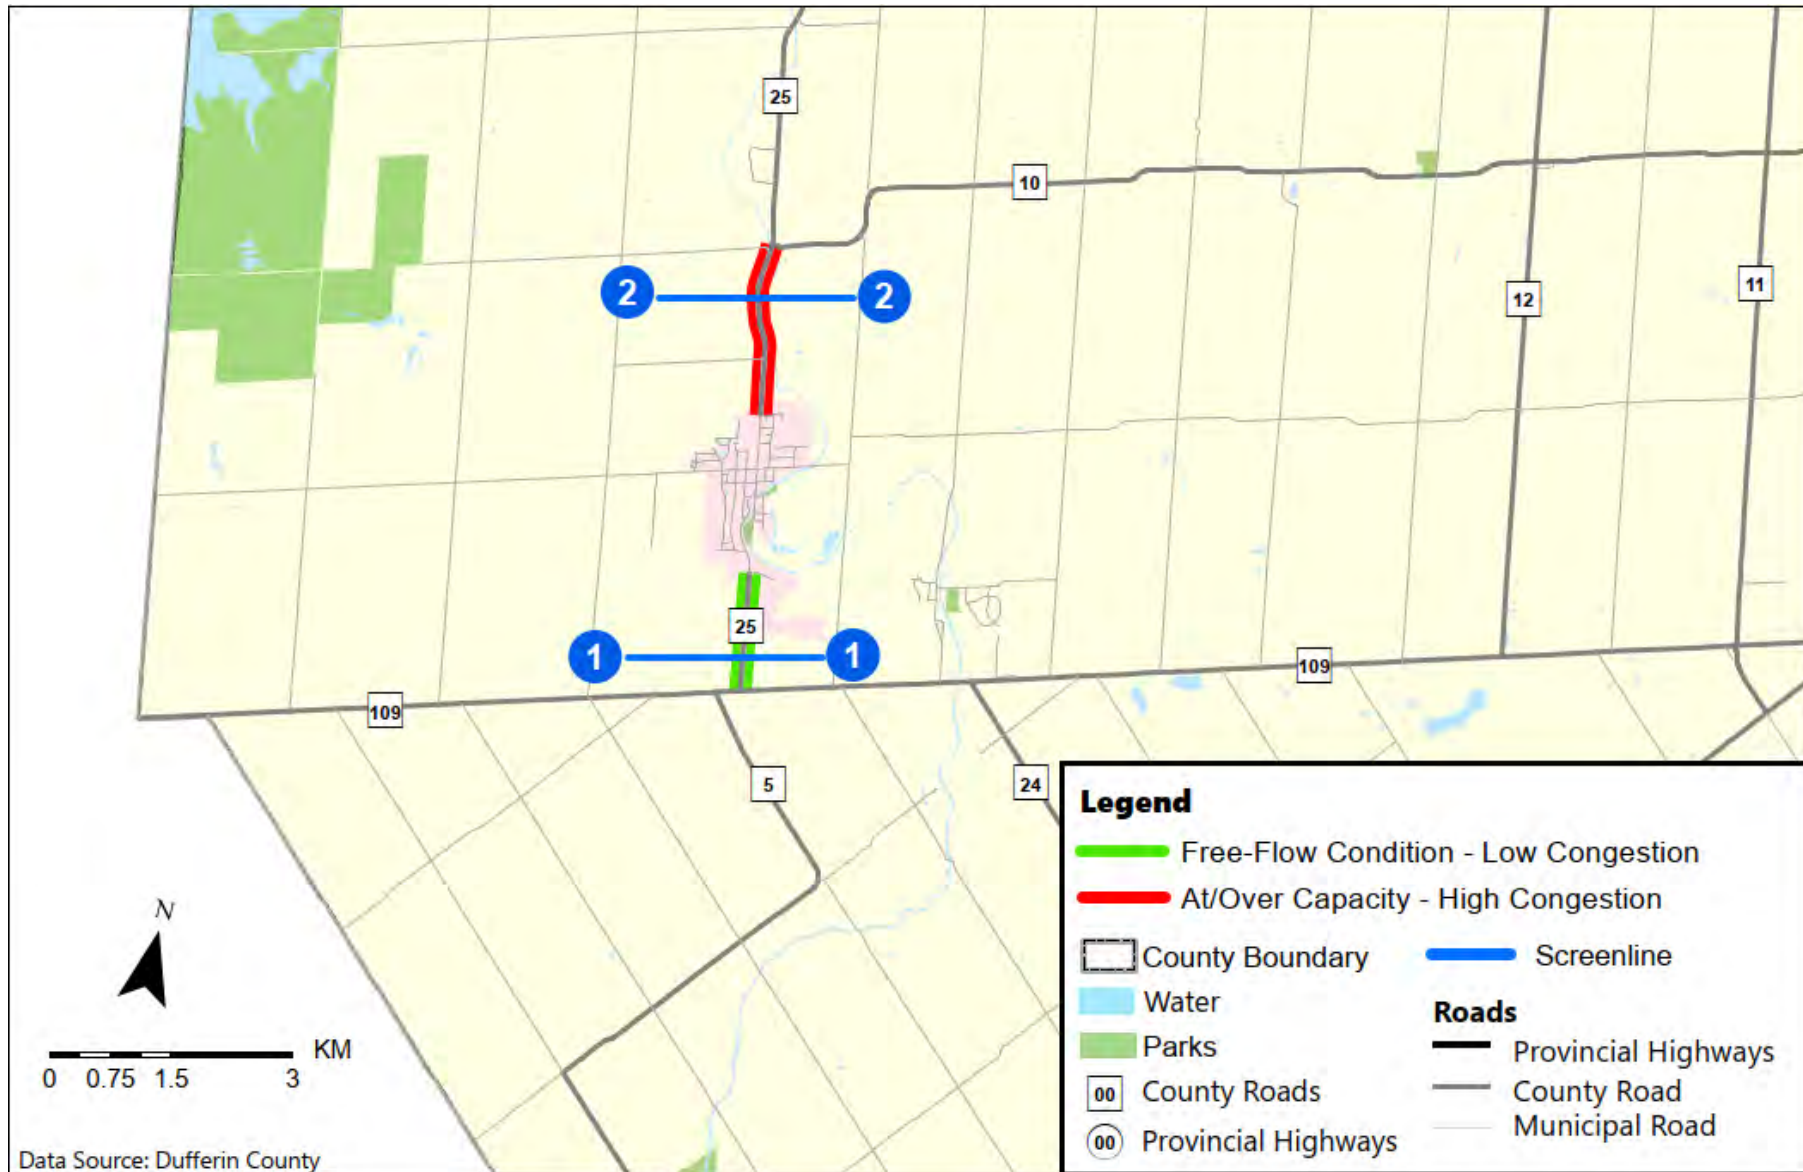 25
10
2
2
12
11
25
1
1
109
109
5
24
N
KM
0 0.75 1.5 3
Data Source: Dufferin County
Legend
Free-Flow Condition - Low Congestion
At/Over Capacity - High Congestion
County Boundary
Water
Parks
00 County Roads
00 Provincial Highways
Screenline
Roads
Provincial Highways
County Road
Municipal Road